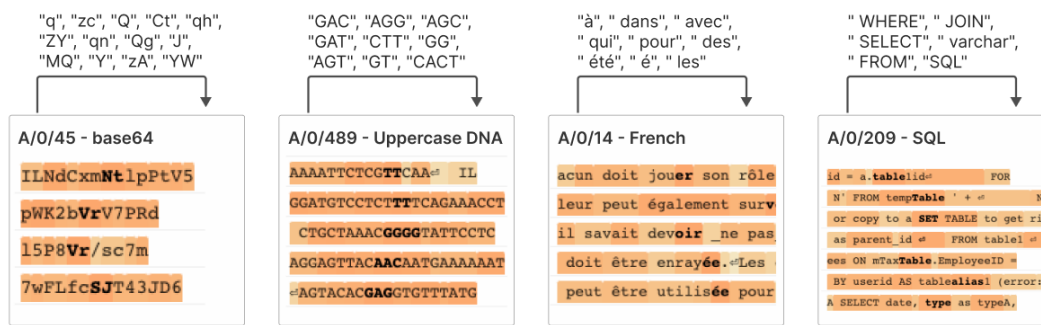 "q", "zc", "Q", "Ct", "qh",
"ZY", "qn", "Qg", "J",
"MQ", "Y", "zA", "YW"
A/0/45 - base64
ILNdCxmNtlpPtV5
pWK2bVrV7PRd
l5P8Vr/sc7m
7wFLfcSJT43JD6
"GAC", "AGG", "AGC",
"GAT", "CTT", "GG",
"AGT", "GT", "CACT"
A/0/489 - Uppercase DNA
AAAATTCTCGTTCAA⏎ IL
GGATGTCCTCTTTTCAGAAACCT
CTGCTAAACGGGGTATTCCTC
AGGAGTTACAACAATGAAAAAAT
⏎AGTACACGAGGTGTTTATG
"à", " dans", " avec",
" qui", " pour", " des",
" été", " é", " les"
A/0/14 - French
acun doit jouer son rôle
leur peut également surv
il savait devoir _ne pas
doit être enrayée.⏎Les
peut être utilisée pour
" WHERE", " JOIN",
" SELECT", " varchar",
" FROM", "SQL"
A/0/209 - SQL
id = a.tablelid⏎ FOR
N' FROM tempTable ' + ⏎ N
or copy to a SET TABLE to get ri
as parent_id ⏎ FROM table1 ⏎
ees ON mTaxTable.EmployeeID =
BY userid AS tablealias1 (error:
A SELECT date, type as typeA,